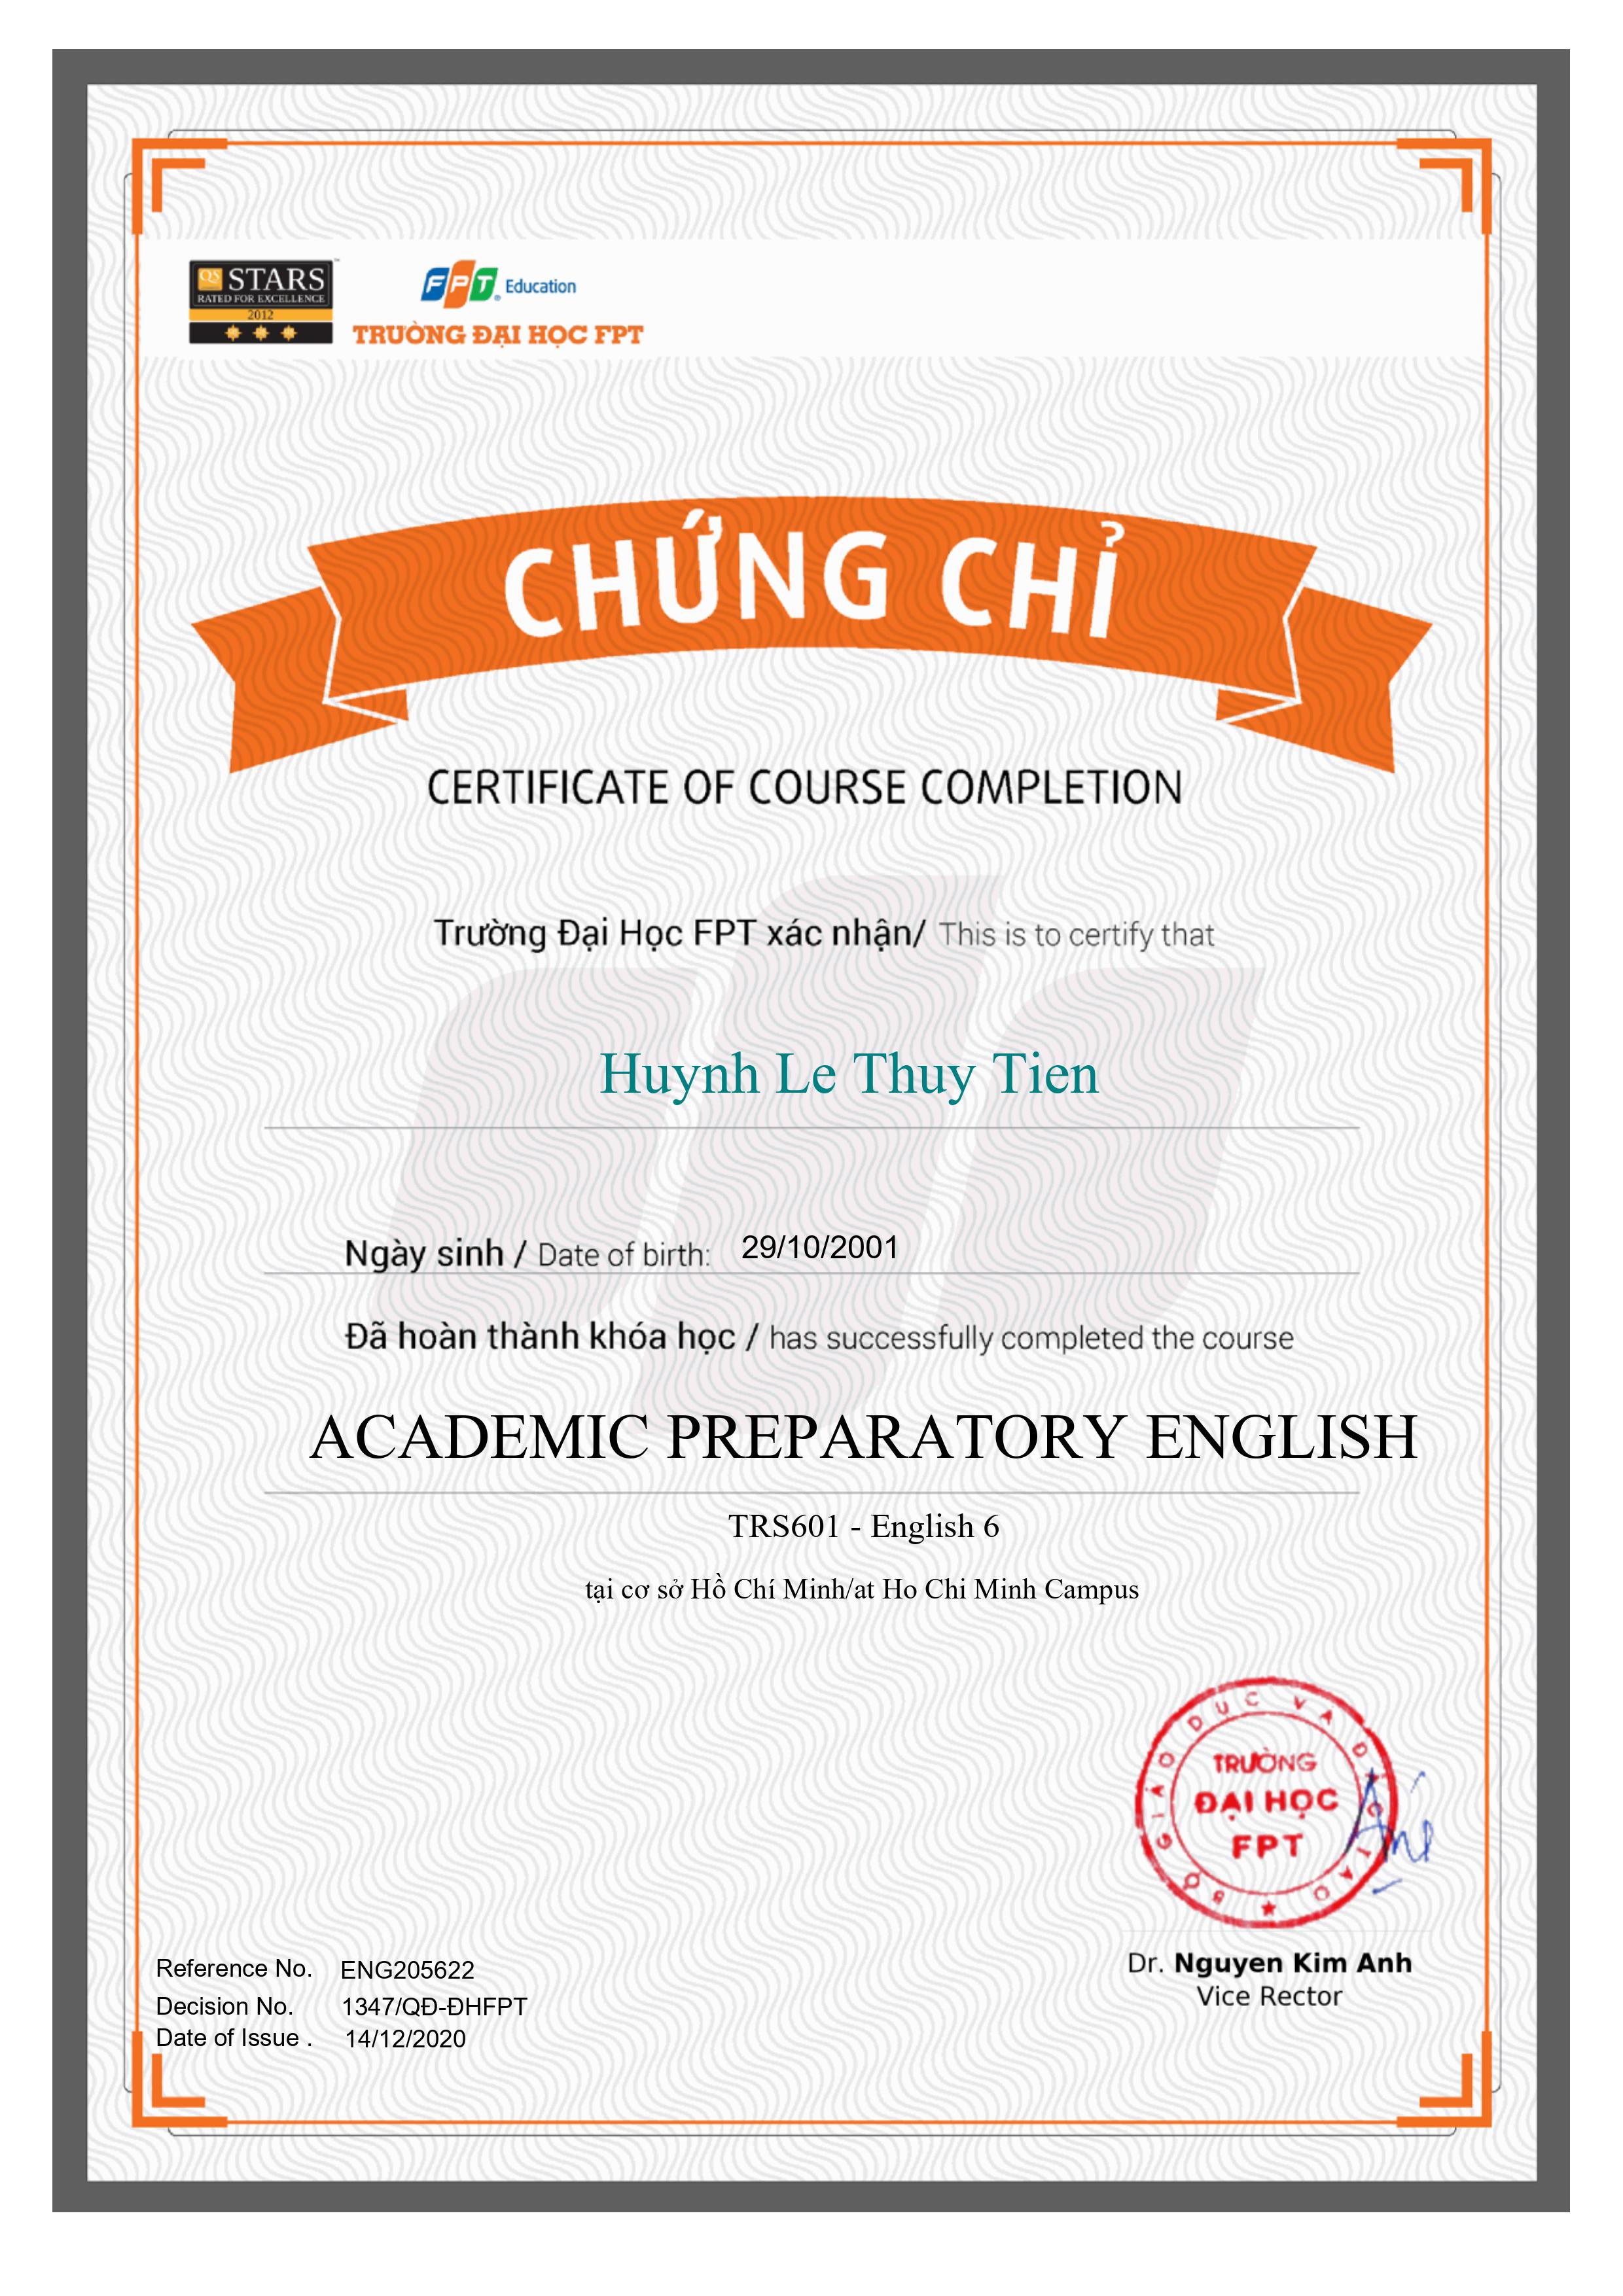 QS STARS™
RATED FOR EXCELLENCE
2012
FPT® Education
TRƯỜNG ĐẠI HỌC FPT
CHỨNG CHỈ
CERTIFICATE OF COURSE COMPLETION
Trường Đại Học FPT xác nhận/ This is to certify that
Huynh Le Thuy Tien
Ngày sinh / Date of birth: 29/10/2001
Đã hoàn thành khóa học / has successfully completed the course
ACADEMIC PREPARATORY ENGLISH
TRS601 - English 6
tại cơ sở Hồ Chí Minh/at Ho Chi Minh Campus
BỘ GIÁO DỤC VÀ ĐÀO TẠO
TRƯỜNG
ĐẠI HỌC
FPT
Dr. Nguyen Kim Anh
Vice Rector
Reference No. ENG205622
Decision No. 1347/QĐ-ĐHFPT
Date of Issue . 14/12/2020